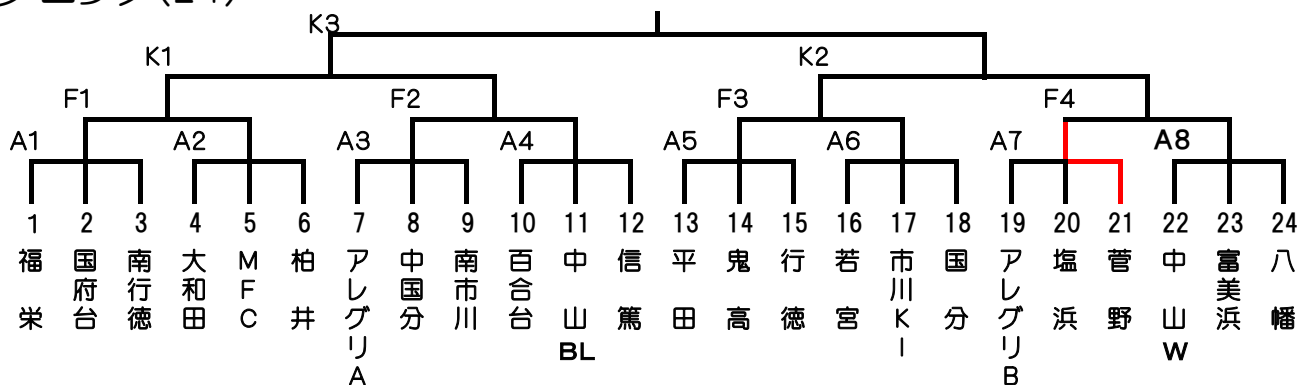 K3
K1 K2
F1 F2 F3 F4
A1 A2 A3 A4 A5 A6 A7 A8
1 2 3 4 5 6 7 8 9 10 11 12 13 14 15 16 17 18 19 20 21 22 23 24
福栄
国府台
南行徳
大和田
MFC
柏井
アレグリA
中国分
南市川
百合台
中山BL
信篤
平田
鬼高
行徳
若宮
市川KI
国分
アレグリB
塩浜
菅野
中山W
富美浜
八幡